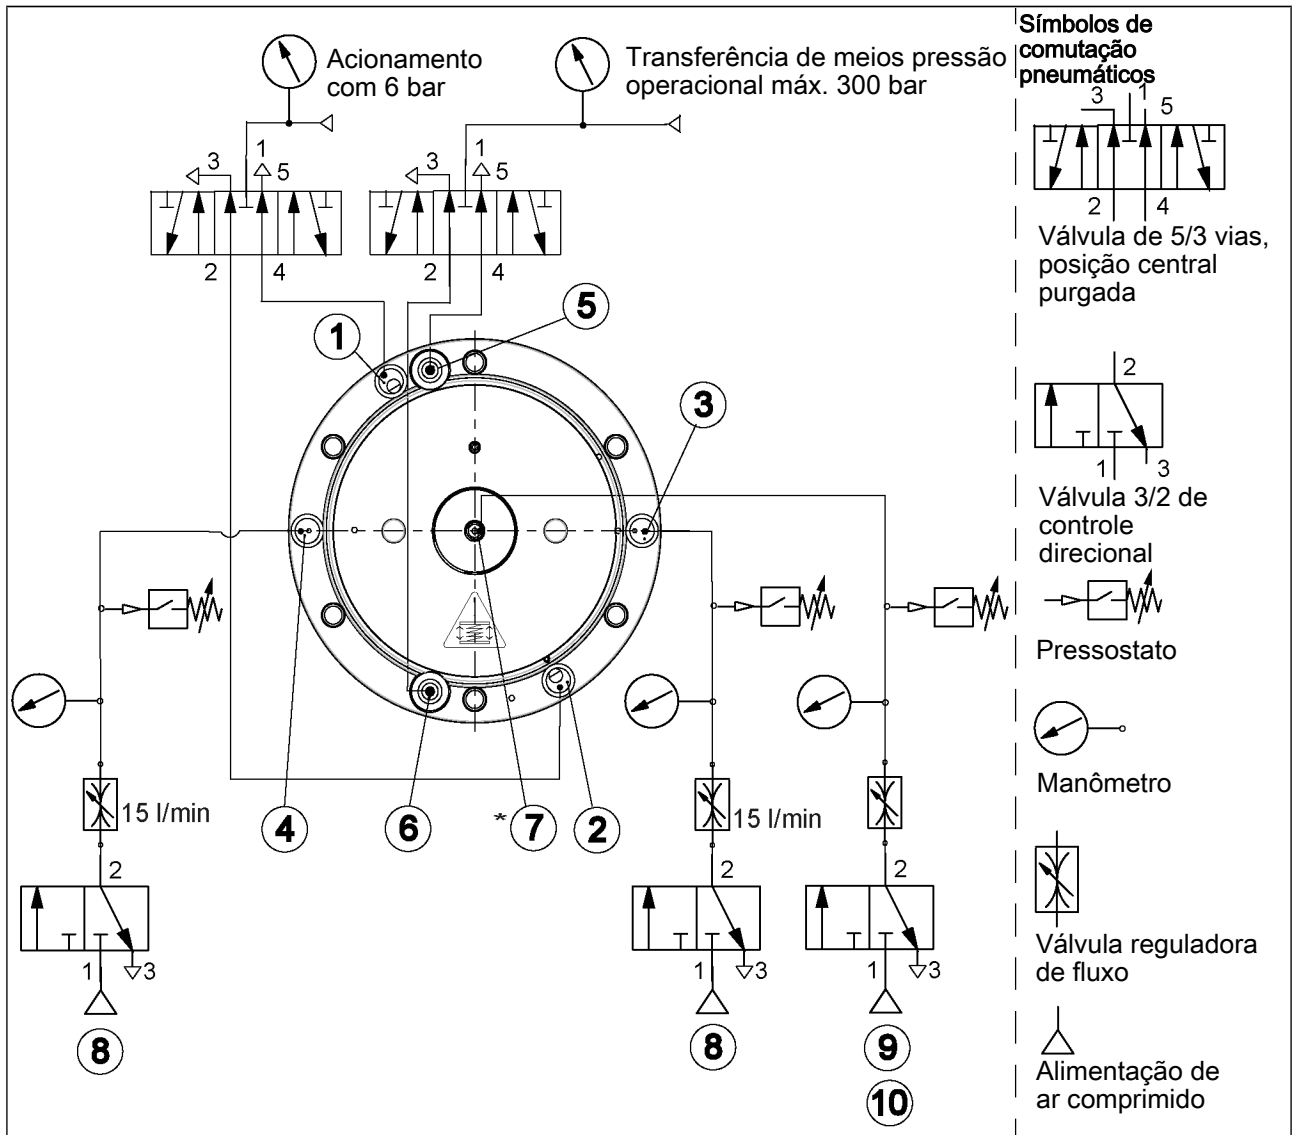 Acionamento
com 6 bar
Transferência de meios pressão
operacional máx. 300 bar
3 1 5
2 4
3 1 5
2 4
1
5
3
4
6
* 7
2
15 l/min
15 l/min
2
1 3
8
2
1 3
8
2
1 3
9
10
Símbolos de
comutação
pneumáticos
3 1 5
2 4
Válvula de 5/3 vias,
posição central
purgada
2
1 3
Válvula 3/2 de
controle
direcional
Pressostato
Manômetro
Válvula reguladora
de fluxo
Alimentação de
ar comprimido